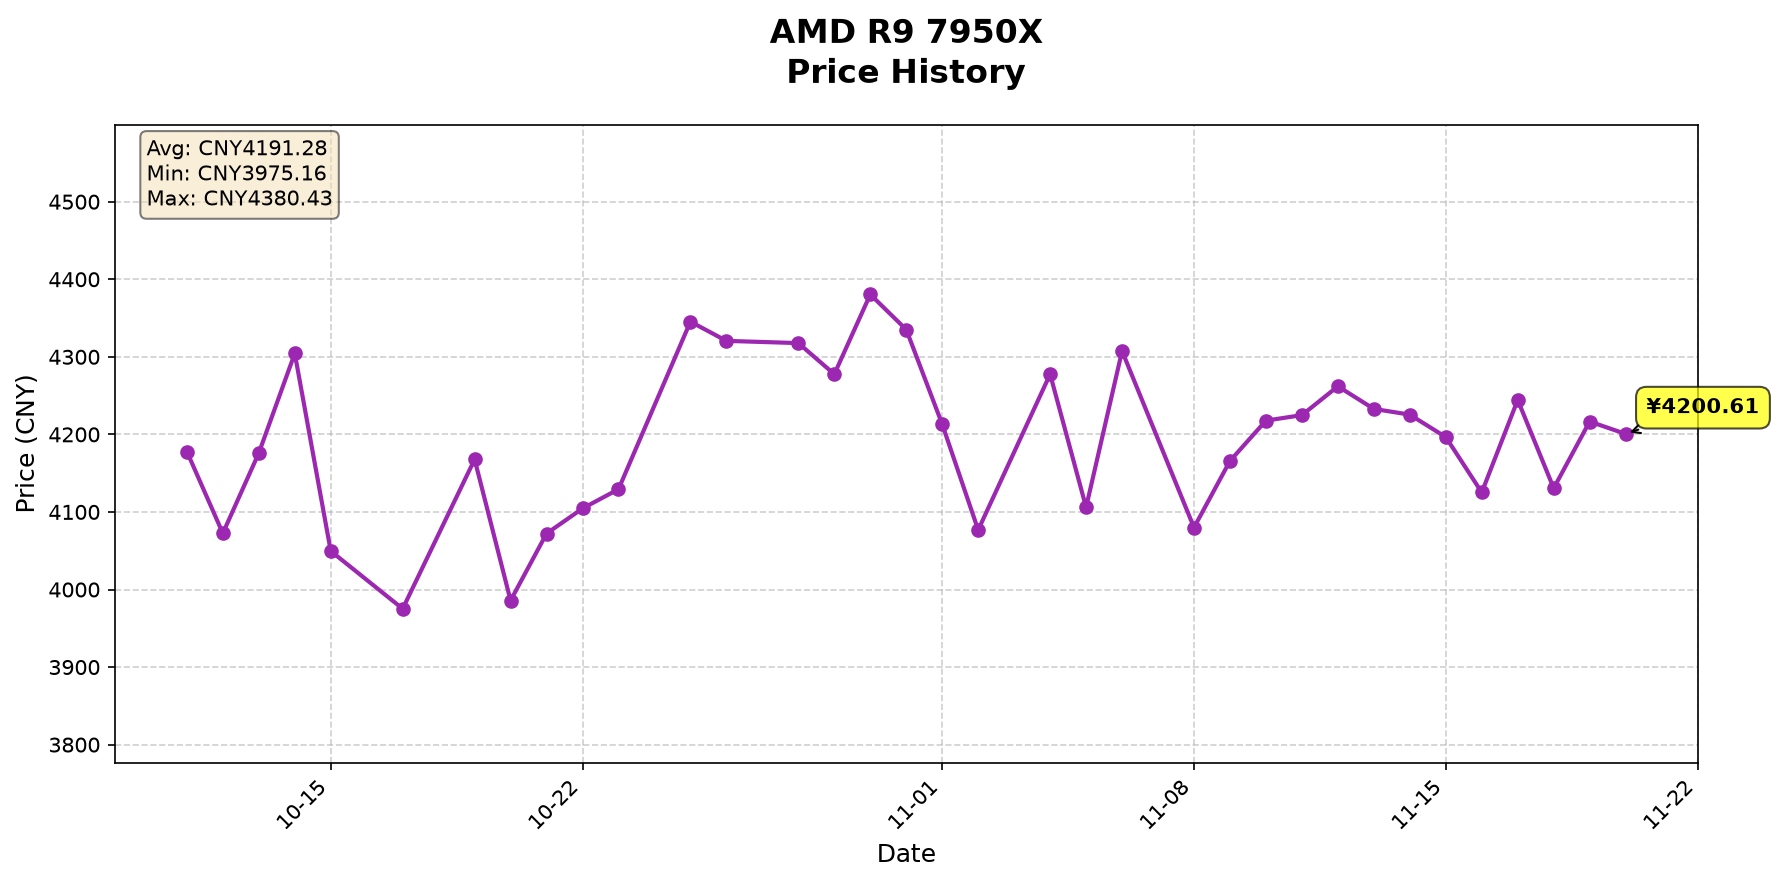 AMD R9 7950X
Price History
Avg: CNY4191.28
Min: CNY3975.16
Max: CNY4380.43
4500
4400
4300
4200
4100
4000
3900
3800
Price (CNY)
¥4200.61
10-15
10-22
11-01
11-08
11-15
11-22
Date